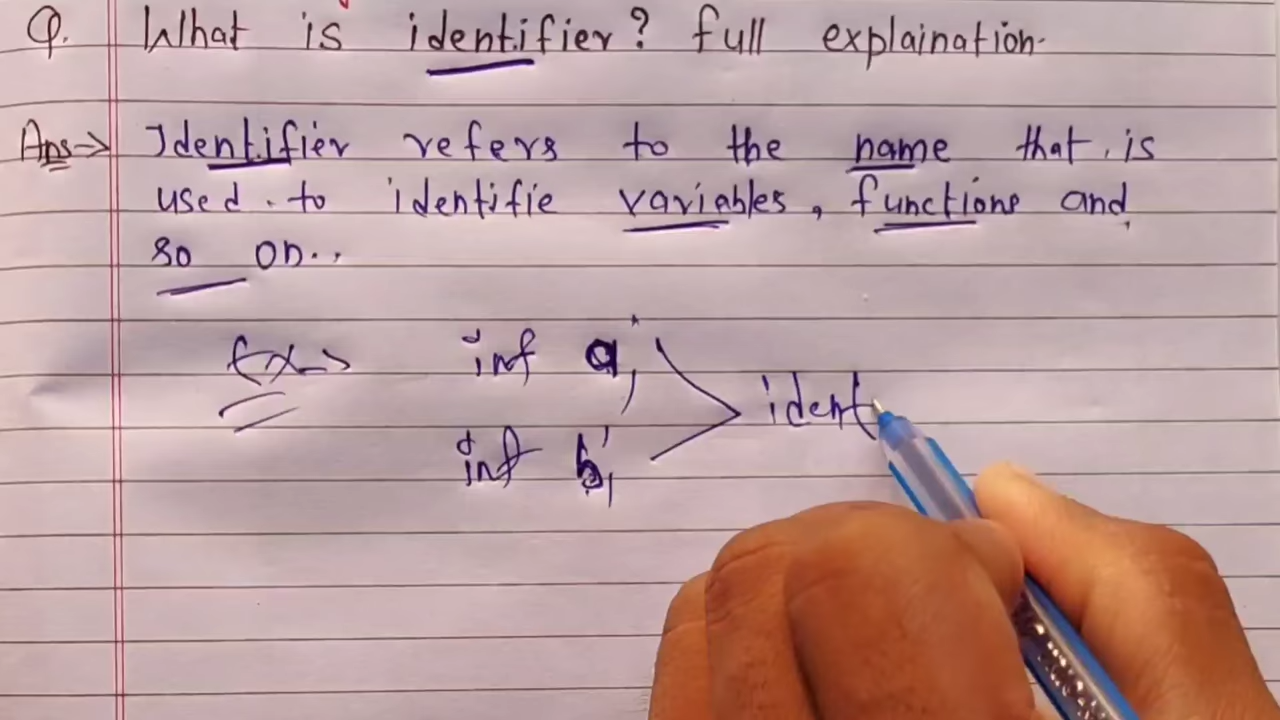 Q. What is identifier? full explaination.
Ans→ Identifier refers to the name that is
used to identifie variables, functions and
so on..
Ex→ int a;
ident
int b;